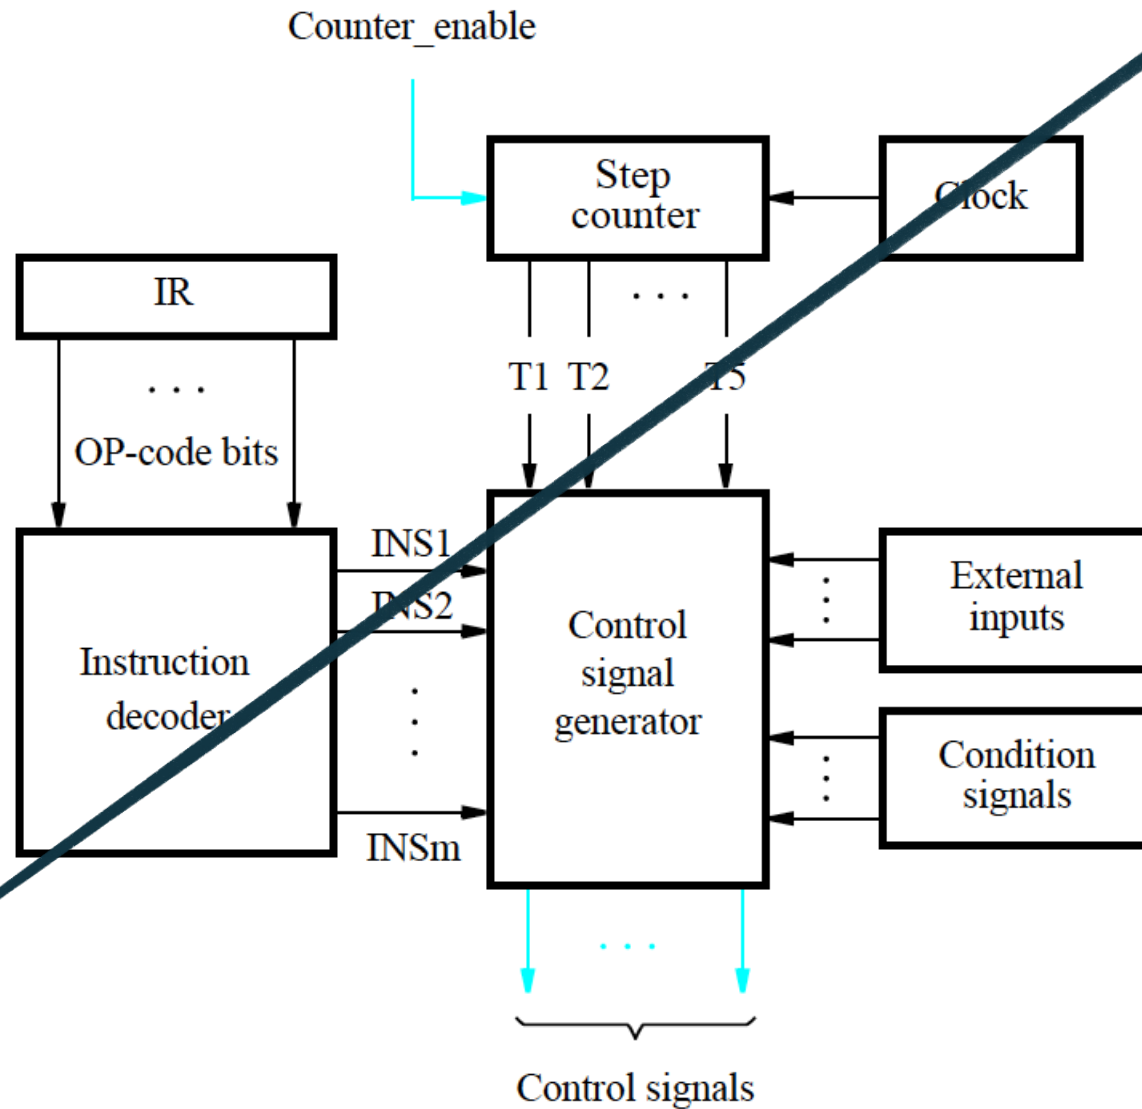 Counter_enable
Step
counter
Clock
IR
. . .
. . .
T1 T2 T5
OP-code bits
INS1
INS2
External
inputs
Control
signal
generator
Instruction
decoder
Condition
signals
INSm
. . .
Control signals